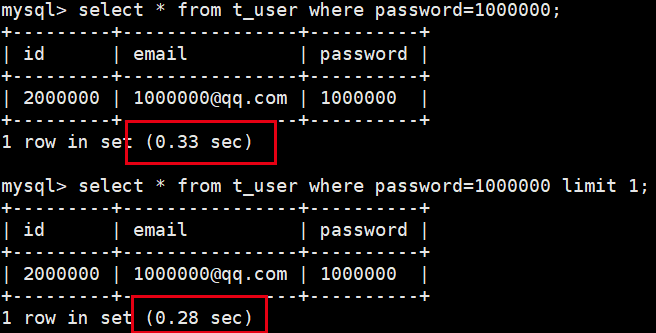 mysql> select * from t_user where password=1000000;
+---------+----------------+----------+
| id      | email          | password |
+---------+----------------+----------+
| 2000000 | 1000000@qq.com | 1000000  |
+---------+----------------+----------+
1 row in set (0.33 sec)
mysql> select * from t_user where password=1000000 limit 1;
+---------+----------------+----------+
| id      | email          | password |
+---------+----------------+----------+
| 2000000 | 1000000@qq.com | 1000000  |
+---------+----------------+----------+
1 row in set (0.28 sec)